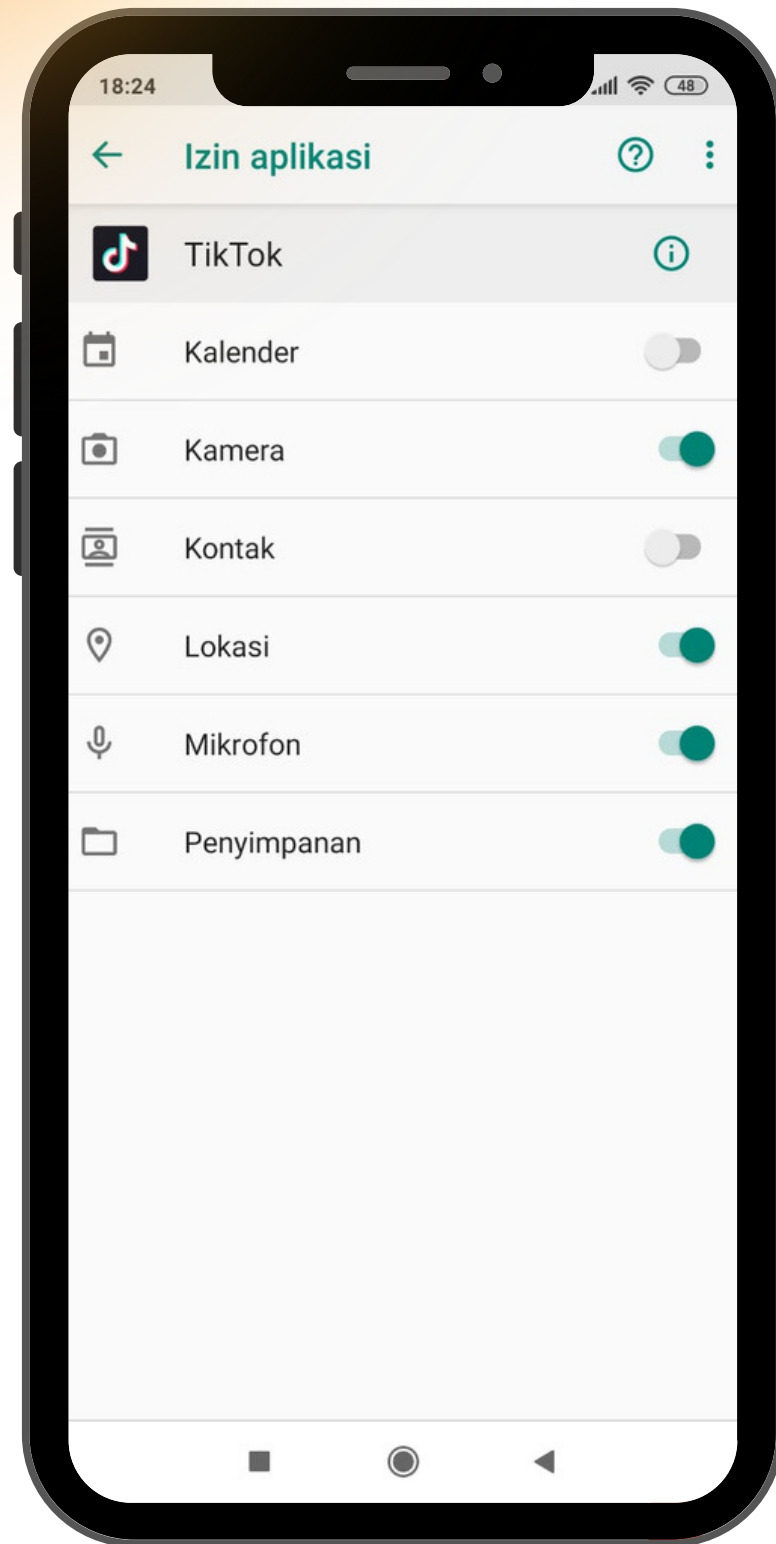 18:24
48
Izin aplikasi
TikTok
Kalender
Kamera
Kontak
Lokasi
Mikrofon
Penyimpanan